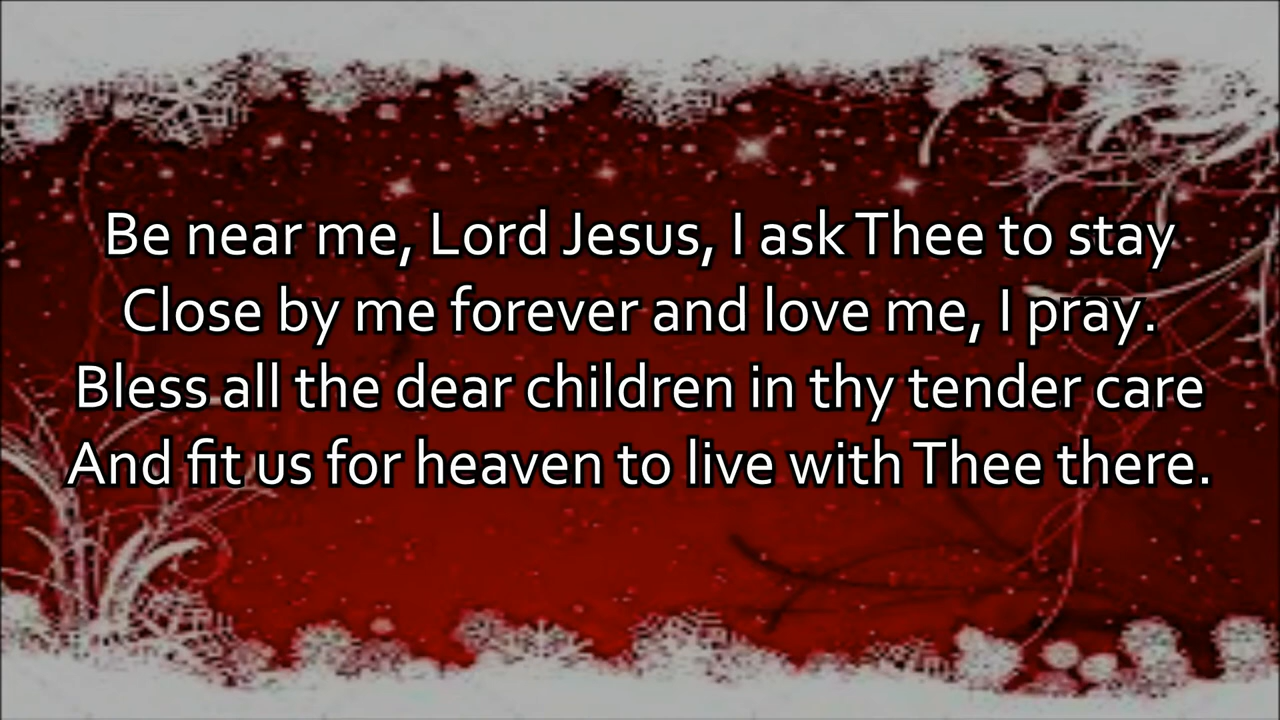 Be near me, Lord Jesus, I ask Thee to stay
Close by me forever and love me, I pray.
Bless all the dear children in thy tender care
And fit us for heaven to live with Thee there.